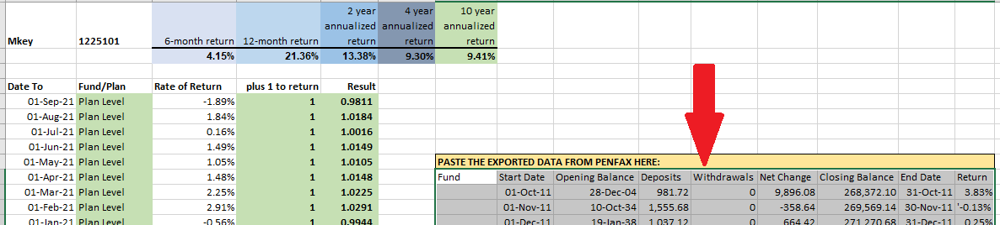 2 year 4 year 10 year
annualized annualized annualized
Mkey 1225101 6-month return 12-month return return return return
4.15% 21.36% 13.38% 9.30% 9.41%
Date To Fund/Plan Rate of Return plus 1 to return Result
01-Sep-21 Plan Level -1.89% 1 0.9811
01-Aug-21 Plan Level 1.84% 1 1.0184
01-Jul-21 Plan Level 0.16% 1 1.0016
01-Jun-21 Plan Level 1.49% 1 1.0149
01-May-21 Plan Level 1.05% 1 1.0105 PASTE THE EXPORTED DATA FROM PENFAX HERE:
01-Apr-21 Plan Level 1.48% 1 1.0148 Fund Start Date Opening Balance Deposits Withdrawals Net Change Closing Balance End Date Return
01-Mar-21 Plan Level 2.25% 1 1.0225 01-Oct-11 28-Dec-04 981.72 0 9,896.08 268,372.10 31-Oct-11 3.83%
01-Feb-21 Plan Level 2.91% 1 1.0291 01-Nov-11 10-Oct-34 1,555.68 0 -358.64 269,569.14 30-Nov-11 '-0.13%
01-Jan-21 Plan Level -0.56% 1 0.9944 01-Dec-11 19-Jan-38 1,037.12 0 664.42 271,270.68 31-Dec-11 0.25%